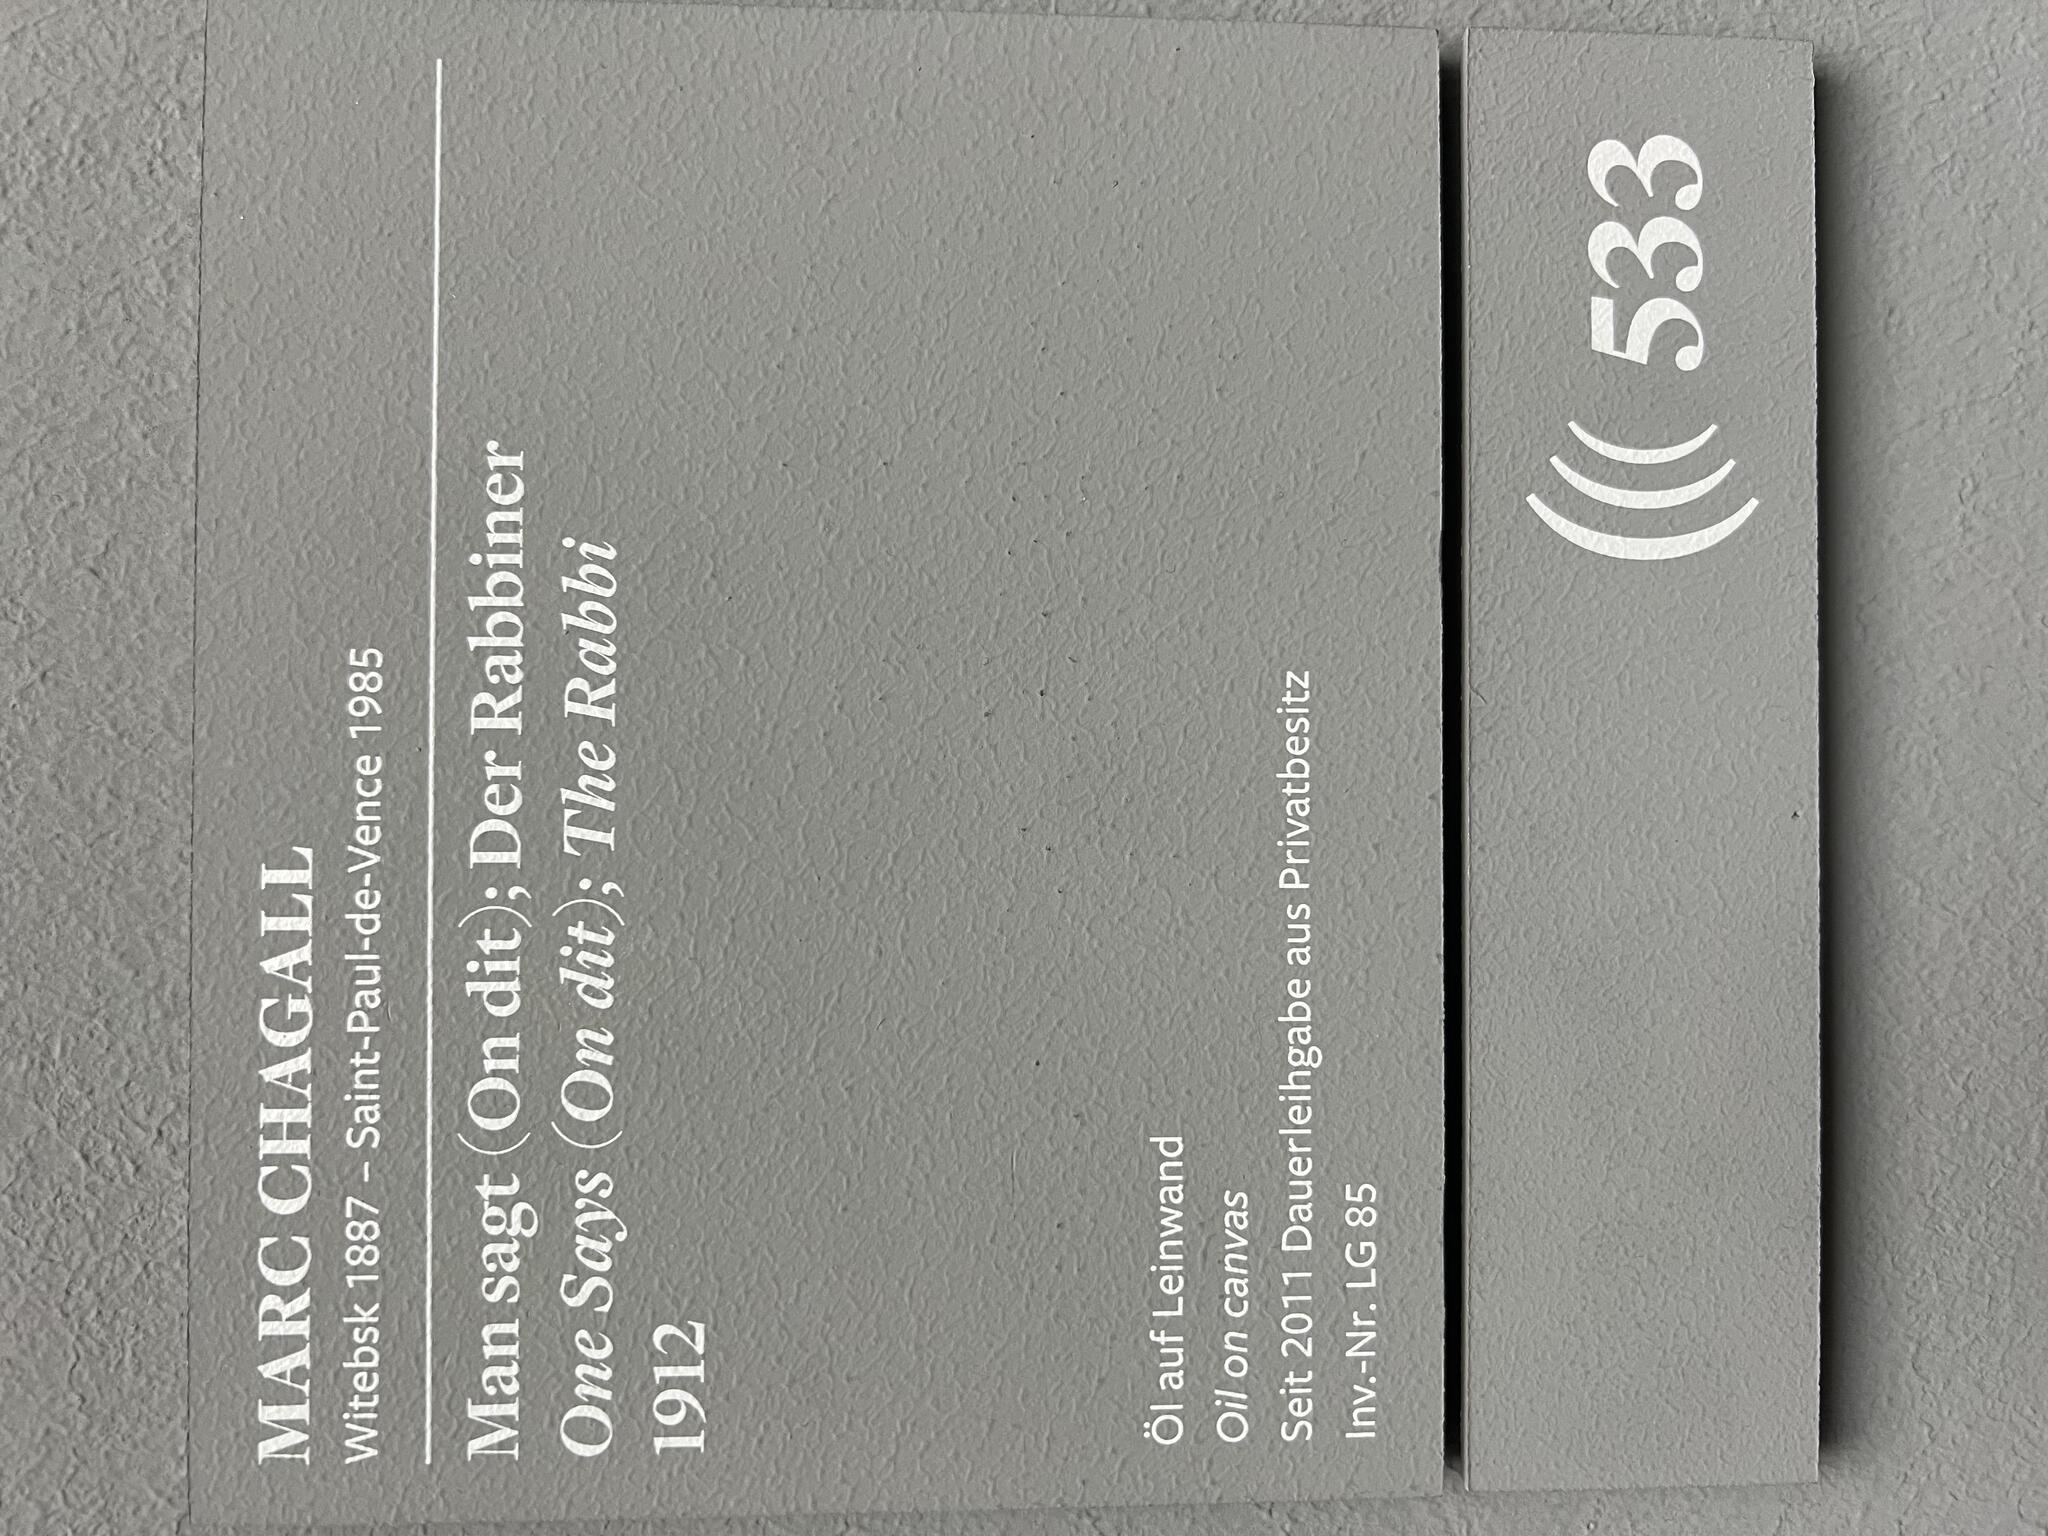 MARC CHAGALL
Witebsk 1887 – Saint-Paul-de-Vence 1985
Man sagt (On dit); Der Rabbiner
One Says (On dit); The Rabbi
1912
Öl auf Leinwand
Oil on canvas
Seit 2011 Dauerleihgabe aus Privatbesitz
Inv.-Nr. LG 85
533